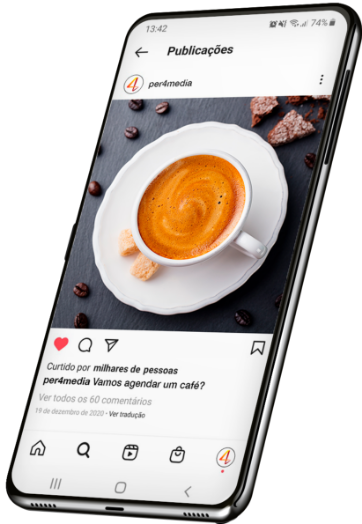 13:42
74%
Publicações
per4media
Curtido por milhares de pessoas
per4media Vamos agendar um café?
Ver todos os 60 comentários
19 de dezembro de 2020 • Ver tradução